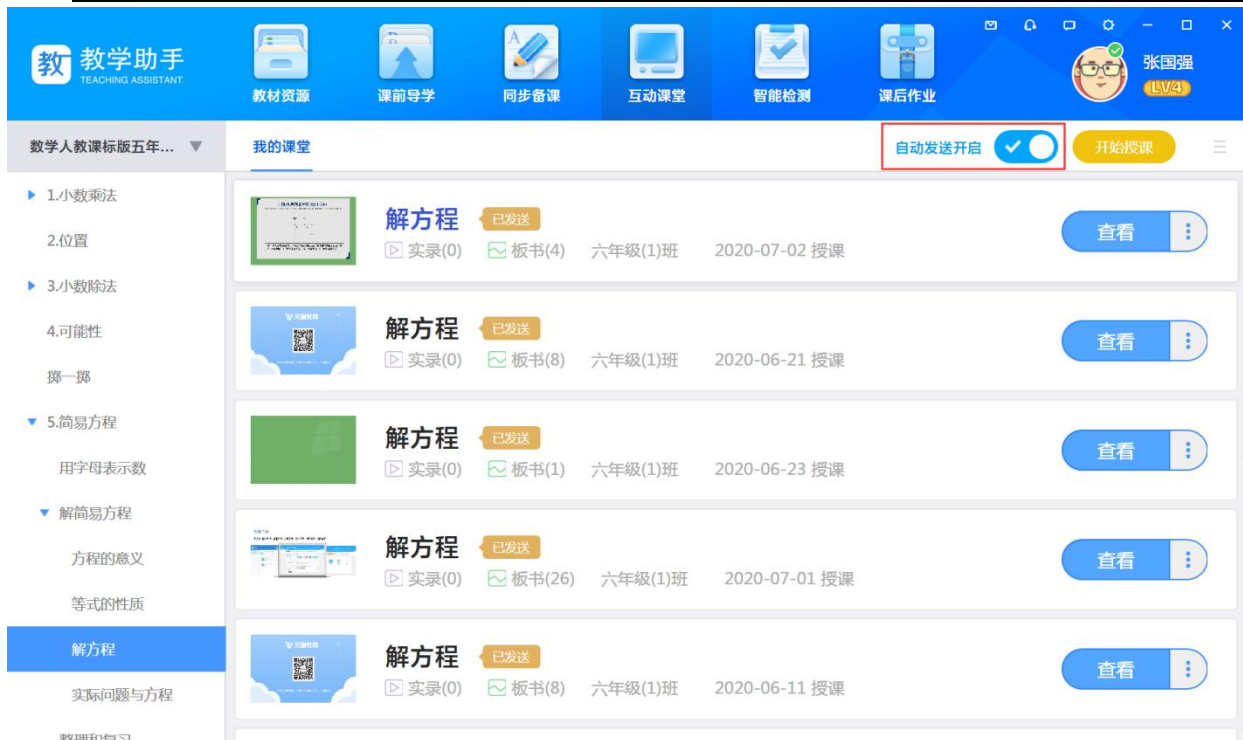 教 教学助手
TEACHING ASSISTANT
教材资源 课前导学 同步备课 互动课堂 智能检测 课后作业
张国强
LV4
数学人教课标版五年... 我的课堂 自动发送开启 开始授课
1.小数乘法
2.位置
3.小数除法
4.可能性
掷一掷
5.简易方程
用字母表示数
解简易方程
方程的意义
等式的性质
解方程
实际问题与方程
整理和复习
解方程 已发送
实录(0) 板书(4) 六年级(1)班 2020-07-02 授课
查看
解方程 已发送
实录(0) 板书(8) 六年级(1)班 2020-06-21 授课
查看
解方程 已发送
实录(0) 板书(1) 六年级(1)班 2020-06-23 授课
查看
解方程 已发送
实录(0) 板书(26) 六年级(1)班 2020-07-01 授课
查看
解方程 已发送
实录(0) 板书(8) 六年级(1)班 2020-06-11 授课
查看